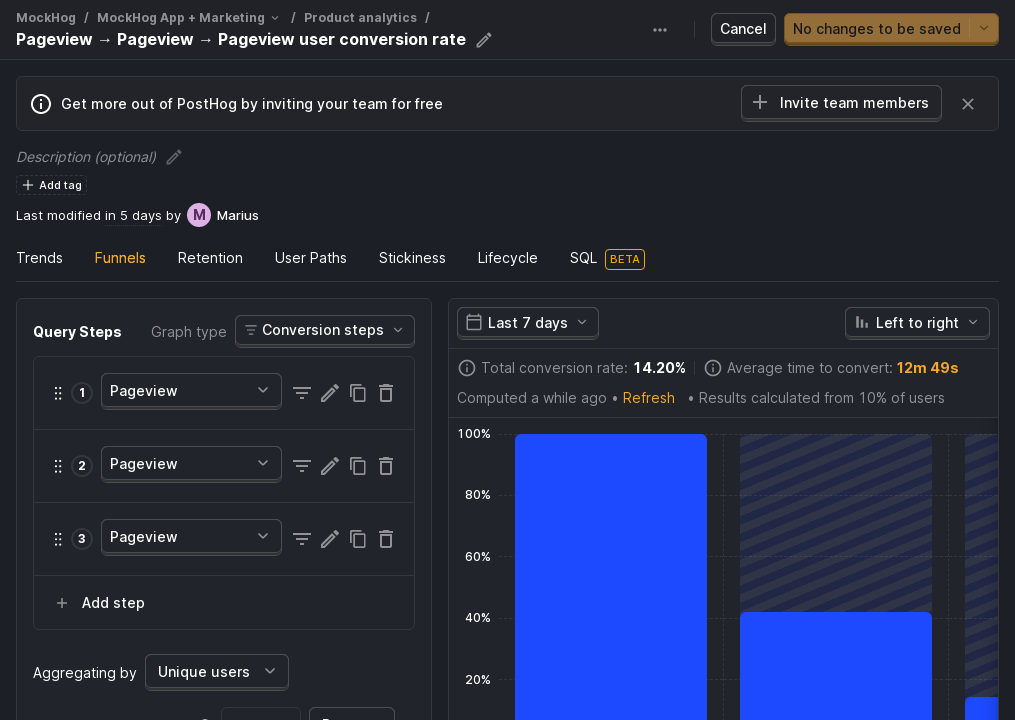 MockHog / MockHog App + Marketing / Product analytics /
Pageview → Pageview → Pageview user conversion rate
Cancel
No changes to be saved
Get more out of PostHog by inviting your team for free
Invite team members
Description (optional)
Add tag
Last modified in 5 days by M Marius
Trends Funnels Retention User Paths Stickiness Lifecycle SQL BETA
Query Steps Graph type Conversion steps
1 Pageview
2 Pageview
3 Pageview
Add step
Aggregating by Unique users
Last 7 days Left to right
Total conversion rate: 14.20% Average time to convert: 12m 49s
Computed a while ago • Refresh • Results calculated from 10% of users
100%
80%
60%
40%
20%